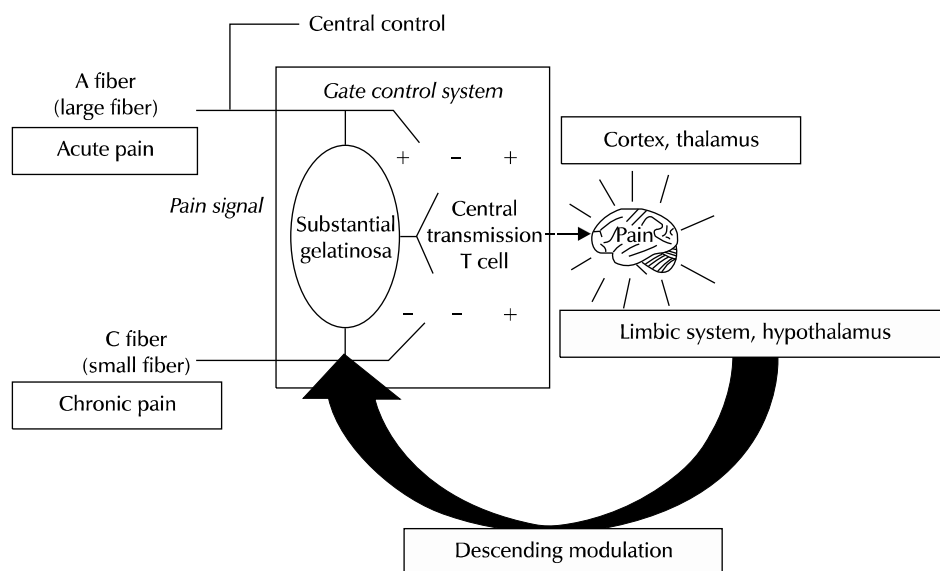 Central control
A fiber
(large fiber)
Acute pain
Gate control system
+ − +
Pain signal
Substantial
gelatinosa
Central
transmission
T cell
− − +
C fiber
(small fiber)
Chronic pain
Cortex, thalamus
Pain
Limbic system, hypothalamus
Descending modulation